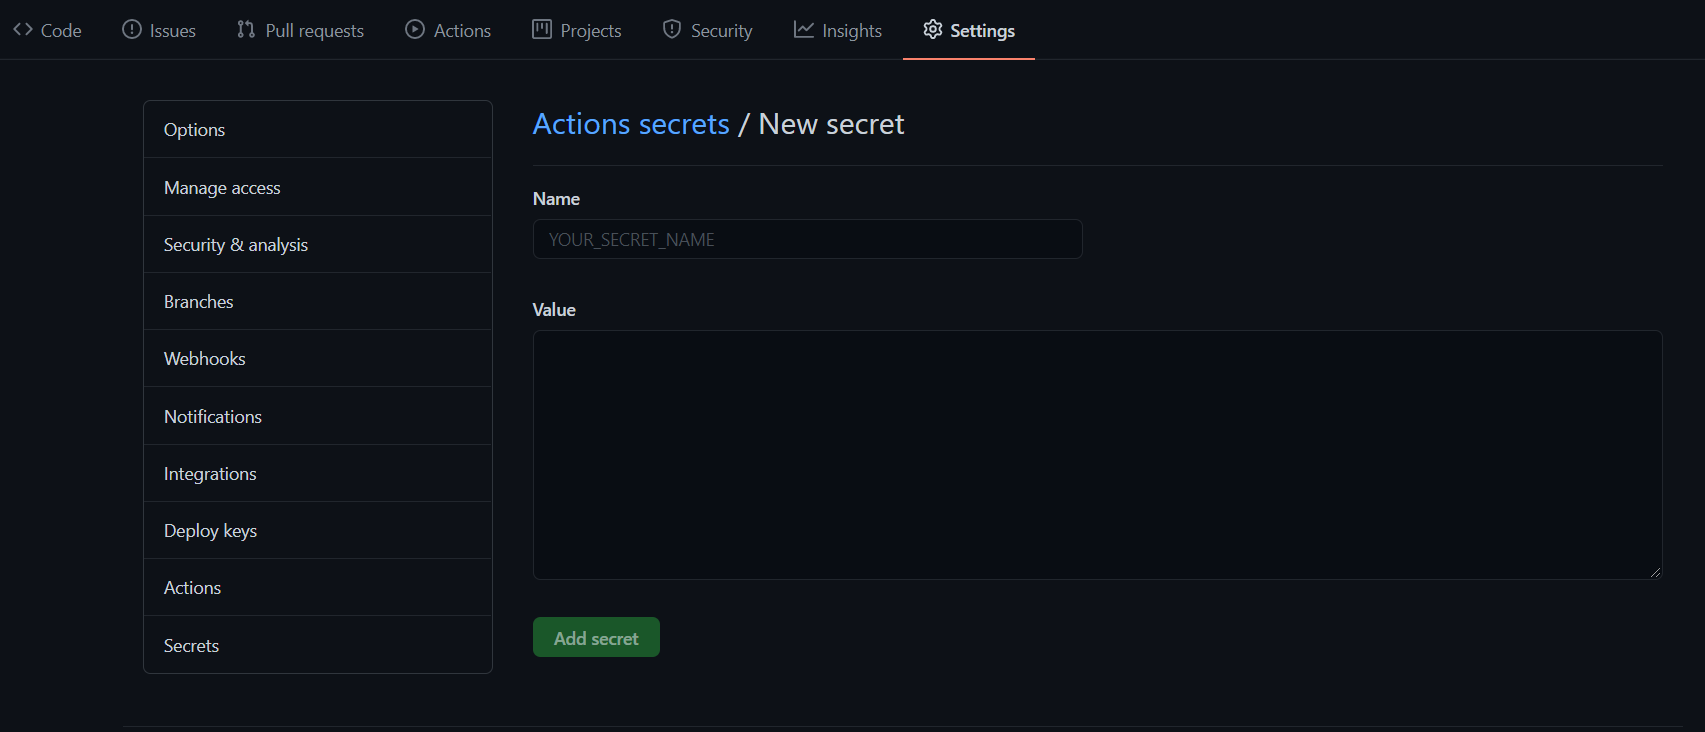 Code Issues Pull requests Actions Projects Security Insights Settings
Options
Manage access
Security & analysis
Branches
Webhooks
Notifications
Integrations
Deploy keys
Actions
Secrets
Actions secrets / New secret
Name
YOUR_SECRET_NAME
Value
Add secret